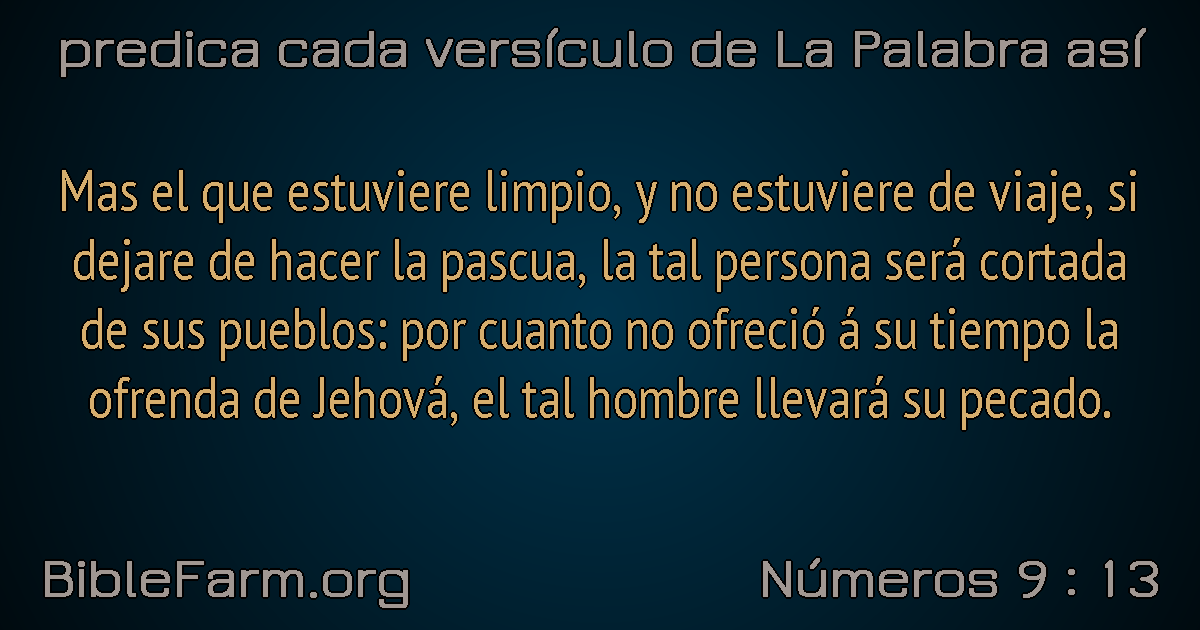 predica cada versículo de La Palabra así
Mas el que estuviere limpio, y no estuviere de viaje, si
dejare de hacer la pascua, la tal persona será cortada
de sus pueblos: por cuanto no ofreció á su tiempo la
ofrenda de Jehová, el tal hombre llevará su pecado.
BibleFarm.org
Números 9 : 13